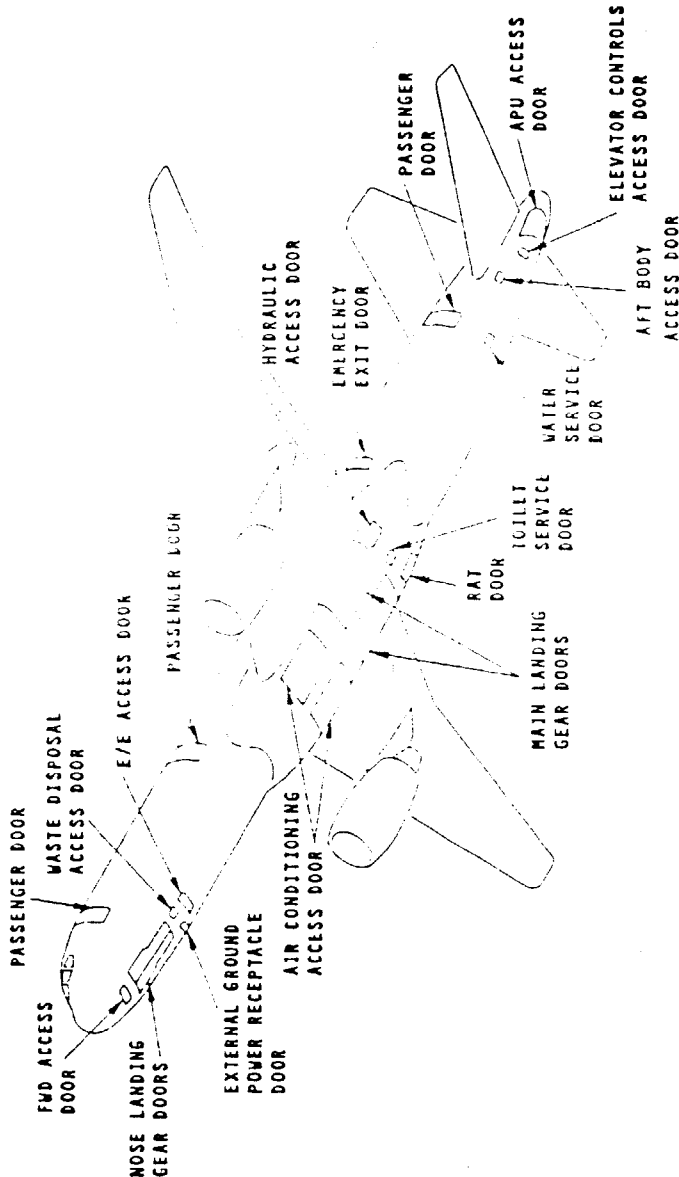 PASSENGER DOOR
WASTE DISPOSAL
ACCESS DOOR
E/E ACCESS DOOR
PASSENGER DOOR
FWD ACCESS
DOOR
NOSE LANDING
GEAR DOORS
EXTERNAL GROUND
POWER RECEPTACLE
DOOR
AIR CONDITIONING
ACCESS DOOR
HYDRAULIC
ACCESS DOOR
EMERGENCY
EXIT DOOR
PASSENGER
DOOR
APU ACCESS
DOOR
ELEVATOR CONTROLS
ACCESS DOOR
AFT BODY
ACCESS DOOR
WATER
SERVICE
DOOR
TOILET
SERVICE
DOOR
RAT
DOOR
MAIN LANDING
GEAR DOORS